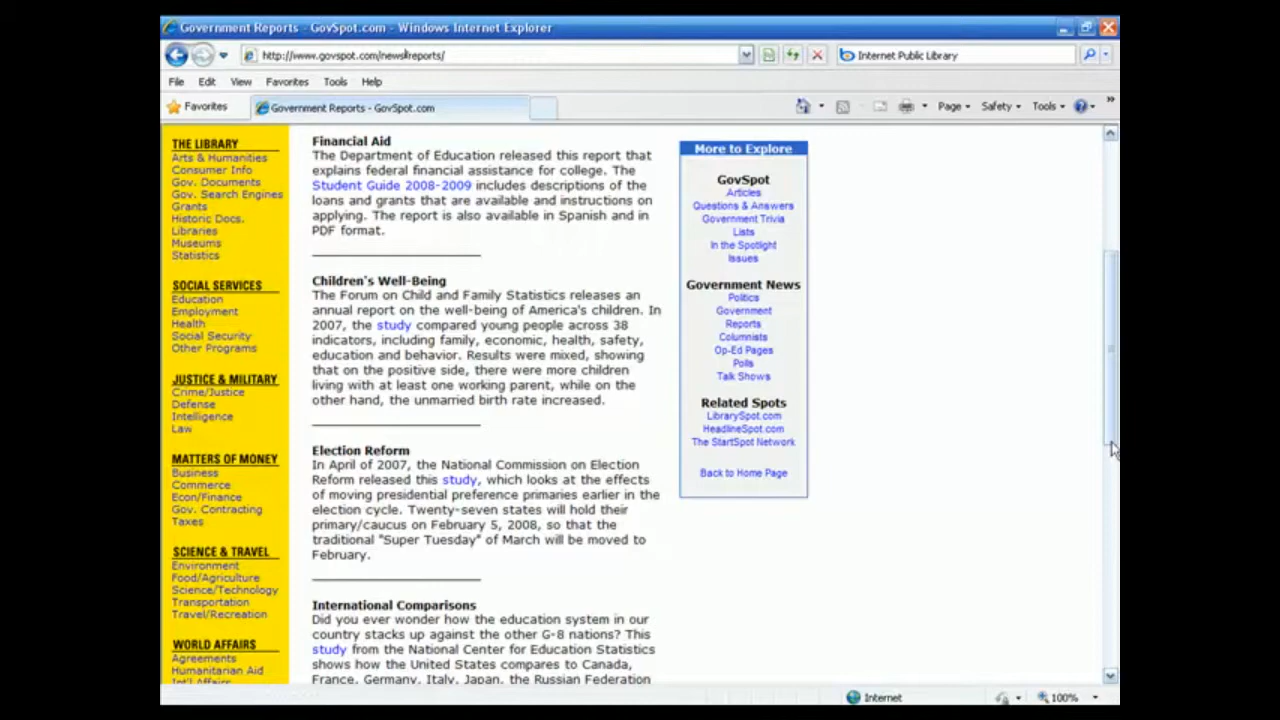 Government Reports - GovSpot.com - Windows Internet Explorer
http://www.govspot.com/news/reports/
Internet Public Library
File Edit View Favorites Tools Help
Favorites
Government Reports - GovSpot.com
Page
Safety
Tools
THE LIBRARY
Arts & Humanities
Consumer Info
Gov. Documents
Gov. Search Engines
Grants
Historic Docs.
Libraries
Museums
Statistics
SOCIAL SERVICES
Education
Employment
Health
Social Security
Other Programs
JUSTICE & MILITARY
Crime/Justice
Defense
Intelligence
Law
MATTERS OF MONEY
Business
Commerce
Econ/Finance
Gov. Contracting
Taxes
SCIENCE & TRAVEL
Environment
Food/Agriculture
Science/Technology
Transportation
Travel/Recreation
WORLD AFFAIRS
Agreements
Humanitarian Aid
Int'l Affairs
Financial Aid
The Department of Education released this report that
explains federal financial assistance for college. The
Student Guide 2008-2009 includes descriptions of the
loans and grants that are available and instructions on
applying. The report is also available in Spanish and in
PDF format.
Children's Well-Being
The Forum on Child and Family Statistics releases an
annual report on the well-being of America's children. In
2007, the study compared young people across 38
indicators, including family, economic, health, safety,
education and behavior. Results were mixed, showing
that on the positive side, there were more children
living with at least one working parent, while on the
other hand, the unmarried birth rate increased.
Election Reform
In April of 2007, the National Commission on Election
Reform released this study, which looks at the effects
of moving presidential preference primaries earlier in the
election cycle. Twenty-seven states will hold their
primary/caucus on February 5, 2008, so that the
traditional "Super Tuesday" of March will be moved to
February.
International Comparisons
Did you ever wonder how the education system in our
country stacks up against the other G-8 nations? This
study from the National Center for Education Statistics
shows how the United States compares to Canada,
France, Germany, Italy, Japan, the Russian Federation
More to Explore
GovSpot
Articles
Questions & Answers
Government Trivia
Lists
In the Spotlight
Issues
Government News
Politics
Government
Reports
Columnists
Op-Ed Pages
Polls
Talk Shows
Related Spots
LibrarySpot.com
HeadlineSpot.com
The StartSpot Network
Back to Home Page
Internet
100%